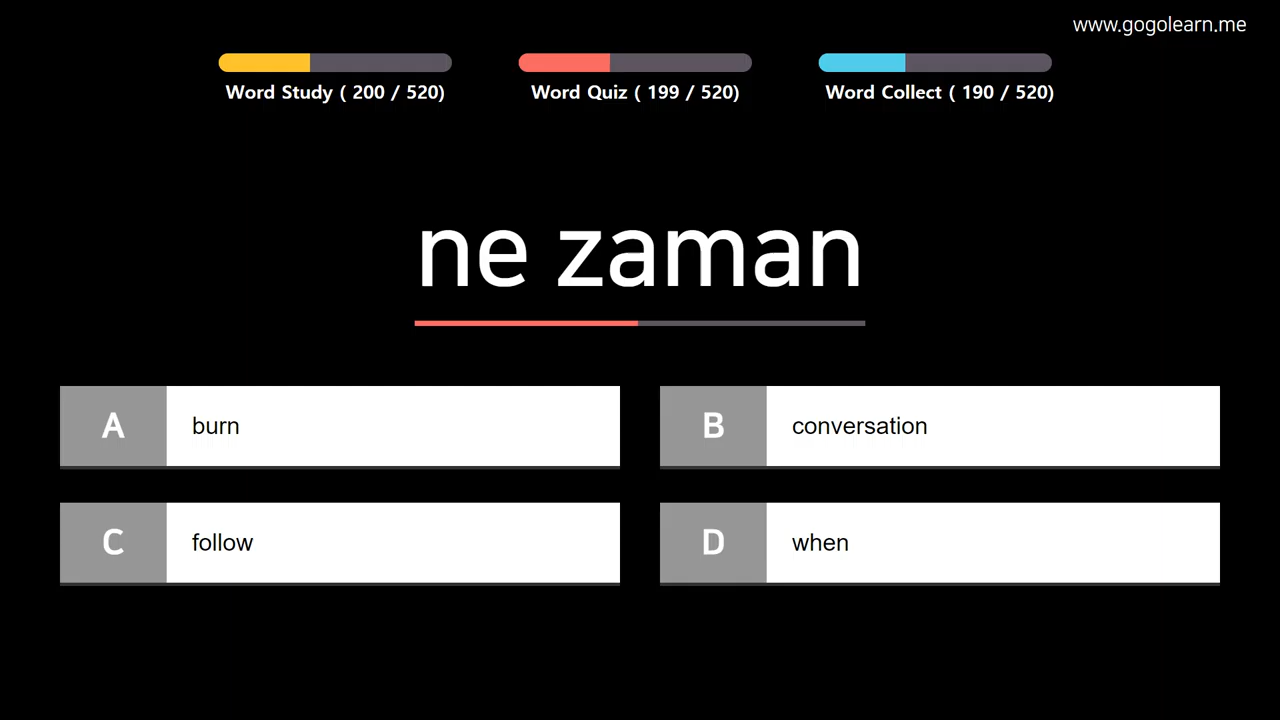 www.gogolearn.me
Word Study ( 200 / 520)
Word Quiz ( 199 / 520)
Word Collect ( 190 / 520)
ne zaman
A burn
B conversation
C follow
D when